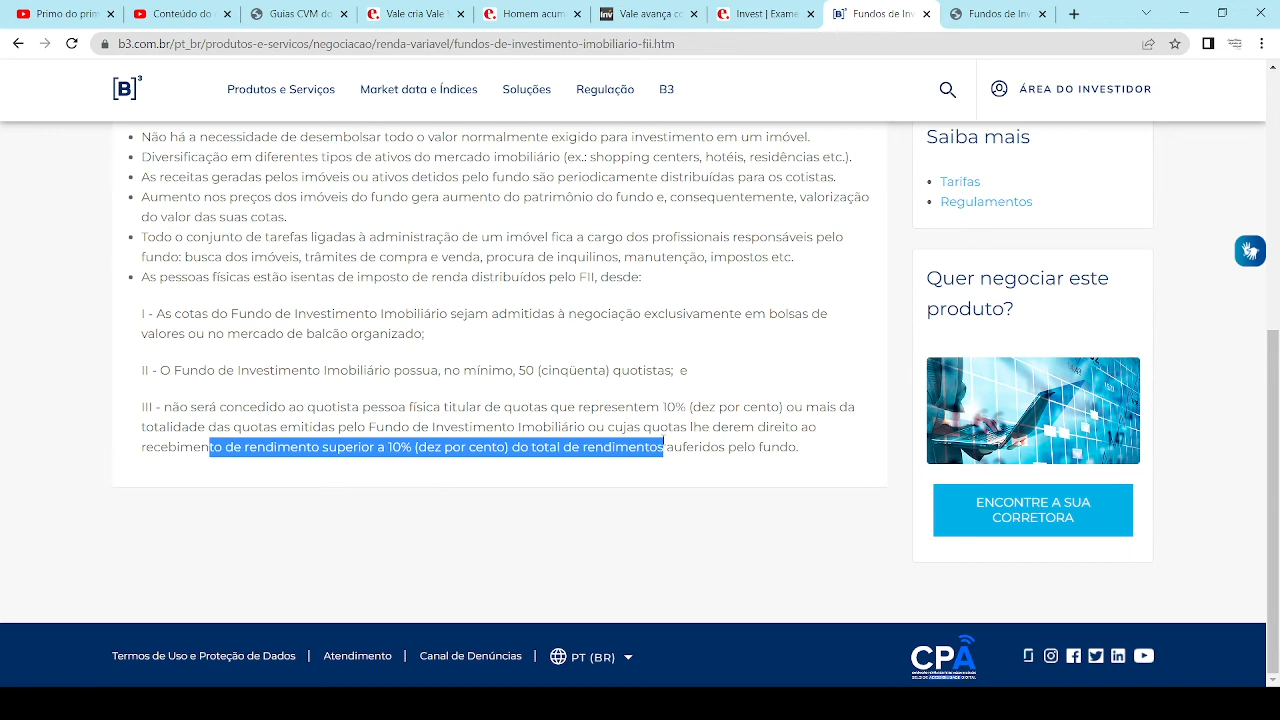 Primo do prim
Conteúdo do c
Guias CVM do
Vale cria Vale
Homem acum
Vale avança co
Invest | Exame
Fundos de Inv
Fundos de Inv
b3.com.br/pt_br/produtos-e-servicos/negociacao/renda-variavel/fundos-de-investimento-imobiliario-fii.htm
[B]³
Produtos e Serviços
Market data e Índices
Soluções
Regulação
B3
ÁREA DO INVESTIDOR
Não há a necessidade de desembolsar todo o valor normalmente exigido para investimento em um imóvel.
Diversificação em diferentes tipos de ativos do mercado imobiliário (ex.: shopping centers, hotéis, residências etc.).
As receitas geradas pelos imóveis ou ativos detidos pelo fundo são periodicamente distribuídas para os cotistas.
Aumento nos preços dos imóveis do fundo gera aumento do patrimônio do fundo e, consequentemente, valorização
do valor das suas cotas.
Todo o conjunto de tarefas ligadas à administração de um imóvel fica a cargo dos profissionais responsáveis pelo
fundo: busca dos imóveis, trâmites de compra e venda, procura de inquilinos, manutenção, impostos etc.
As pessoas físicas estão isentas de imposto de renda distribuídos pelo FII, desde:
I - As cotas do Fundo de Investimento Imobiliário sejam admitidas à negociação exclusivamente em bolsas de
valores ou no mercado de balcão organizado;
II - O Fundo de Investimento Imobiliário possua, no mínimo, 50 (cinqüenta) quotistas; e
III - não será concedido ao quotista pessoa física titular de quotas que representem 10% (dez por cento) ou mais da
totalidade das quotas emitidas pelo Fundo de Investimento Imobiliário ou cujas quotas lhe derem direito ao
recebimento de rendimento superior a 10% (dez por cento) do total de rendimentos auferidos pelo fundo.
Saiba mais
Tarifas
Regulamentos
Quer negociar este
produto?
ENCONTRE A SUA
CORRETORA
Termos de Uso e Proteção de Dados
Atendimento
Canal de Denúncias
PT (BR)
CPA